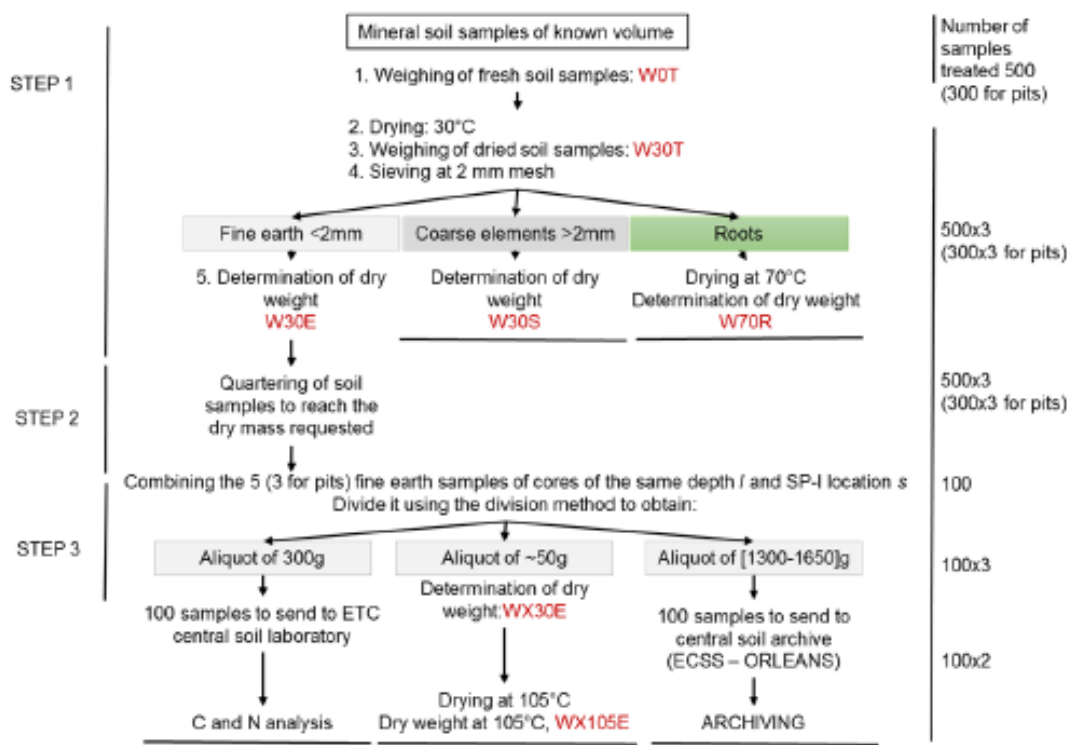 Mineral soil samples of known volume
Number of
samples
treated 500
(300 for pits)
STEP 1
1. Weighing of fresh soil samples: W0T
2. Drying: 30°C
3. Weighing of dried soil samples: W30T
4. Sieving at 2 mm mesh
Fine earth <2mm
Coarse elements >2mm
Roots
500x3
(300x3 for pits)
5. Determination of dry
weight
W30E
Determination of dry
weight
W30S
Drying at 70°C
Determination of dry weight
W70R
STEP 2
Quartering of soil
samples to reach the
dry mass requested
500x3
(300x3 for pits)
Combining the 5 (3 for pits) fine earth samples of cores of the same depth l and SP-I location s
Divide it using the division method to obtain:
100
STEP 3
Aliquot of 300g
Aliquot of ~50g
Aliquot of [1300-1650]g
100x3
100 samples to send to ETC
central soil laboratory
Determination of dry
weight:WX30E
100 samples to send to
central soil archive
(ECSS – ORLEANS)
100x2
C and N analysis
Drying at 105°C
Dry weight at 105°C, WX105E
ARCHIVING